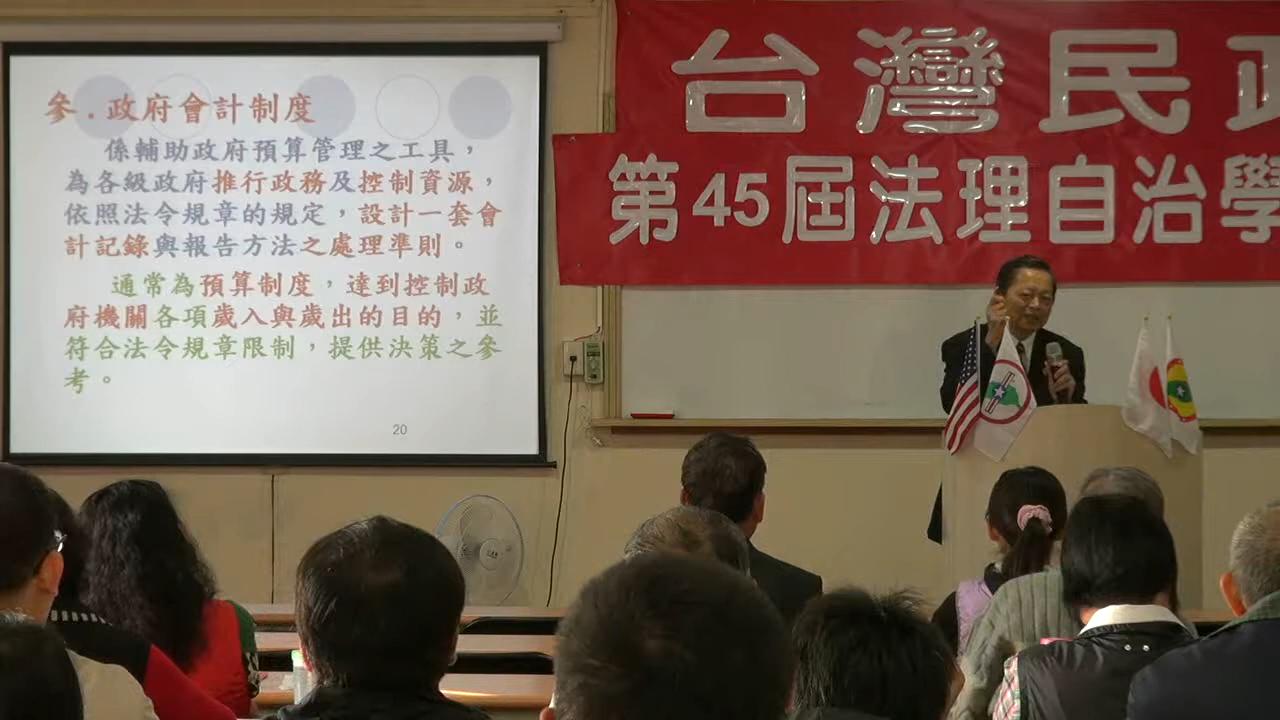 參.政府會計制度
係輔助政府預算管理之工具，
為各級政府推行政務及控制資源，
依照法令規章的規定，設計一套會
計記錄與報告方法之處理準則。
通常為預算制度，達到控制政
府機關各項歲入與歲出的目的，並
符合法令規章限制，提供決策之參
考。
20
台灣民政
第45屆法理自治學